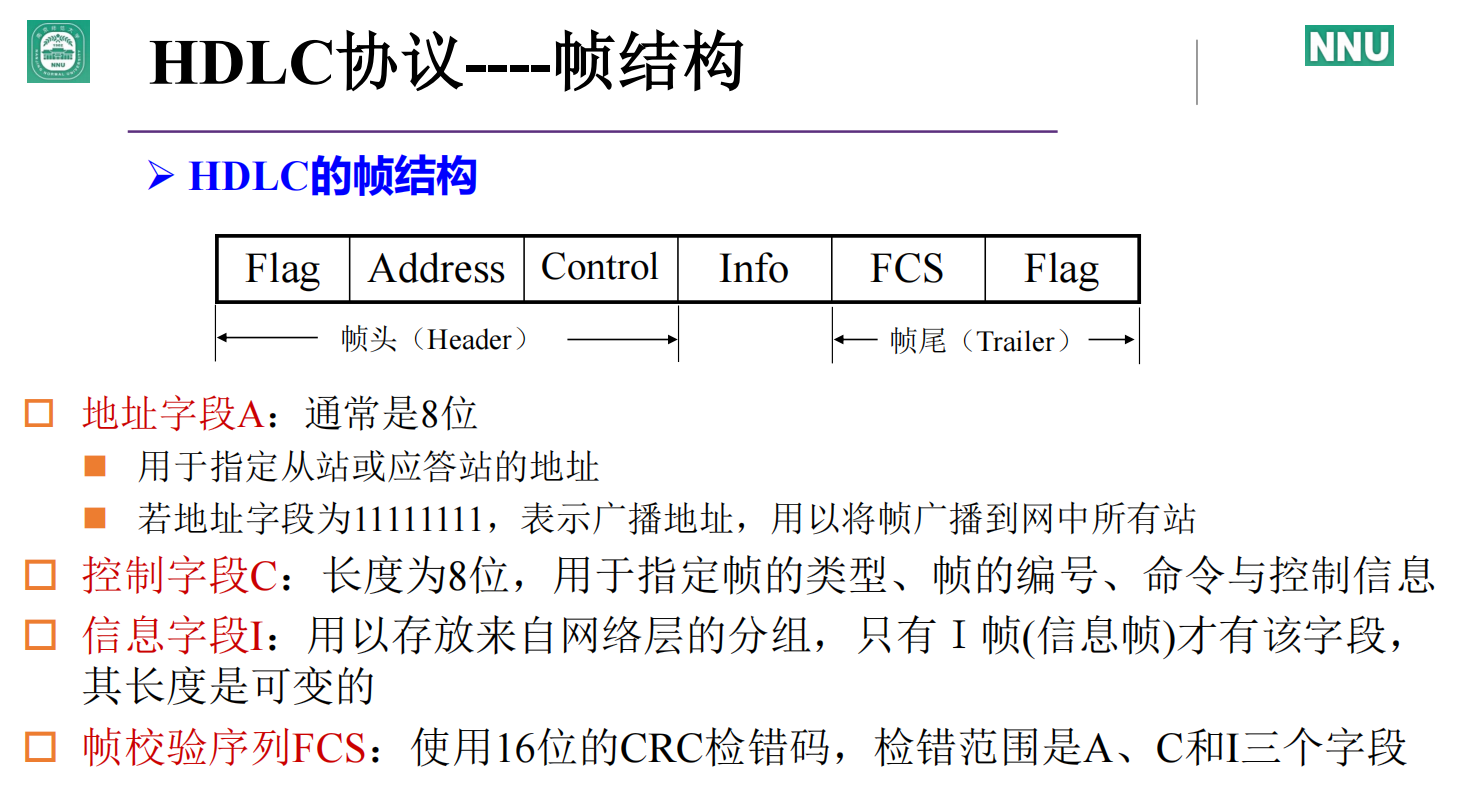 HDLC协议----帧结构
NNU
HDLC的帧结构
Flag Address Control Info FCS Flag
帧头（Header） 帧尾（Trailer）
地址字段A：通常是8位
用于指定从站或应答站的地址
若地址字段为11111111，表示广播地址，用以将帧广播到网中所有站
控制字段C：长度为8位，用于指定帧的类型、帧的编号、命令与控制信息
信息字段I：用以存放来自网络层的分组，只有Ｉ帧(信息帧)才有该字段，
其长度是可变的
帧校验序列FCS：使用16位的CRC检错码，检错范围是A、C和I三个字段